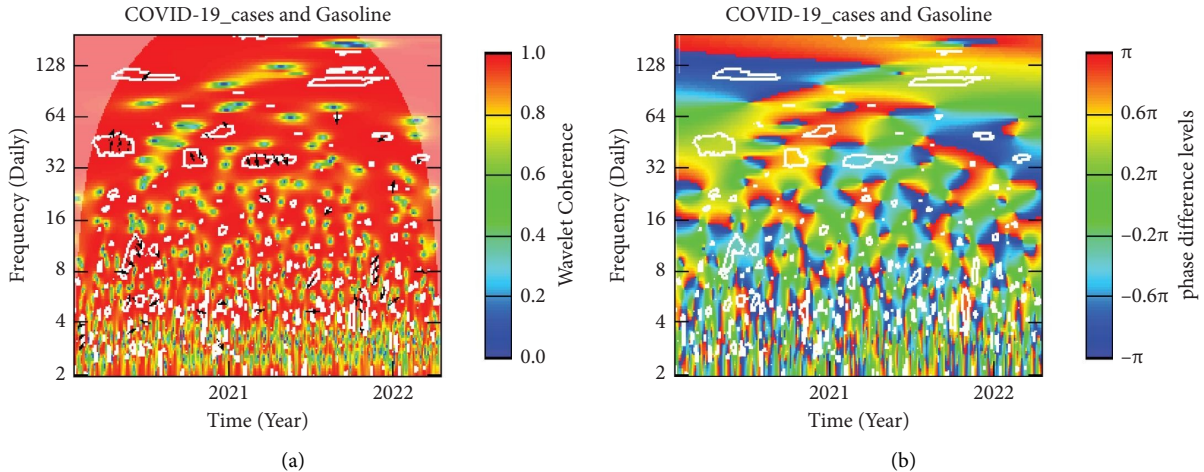 COVID-19_cases and Gasoline
128
64
32
16
8
4
2
Frequency (Daily)
2021
2022
Time (Year)
1.0
0.8
0.6
0.4
0.2
0.0
Wavelet Coherence
(a)
COVID-19_cases and Gasoline
128
64
32
16
8
4
2
Frequency (Daily)
2021
2022
Time (Year)
π
0.6π
0.2π
−0.2π
−0.6π
−π
phase difference levels
(b)